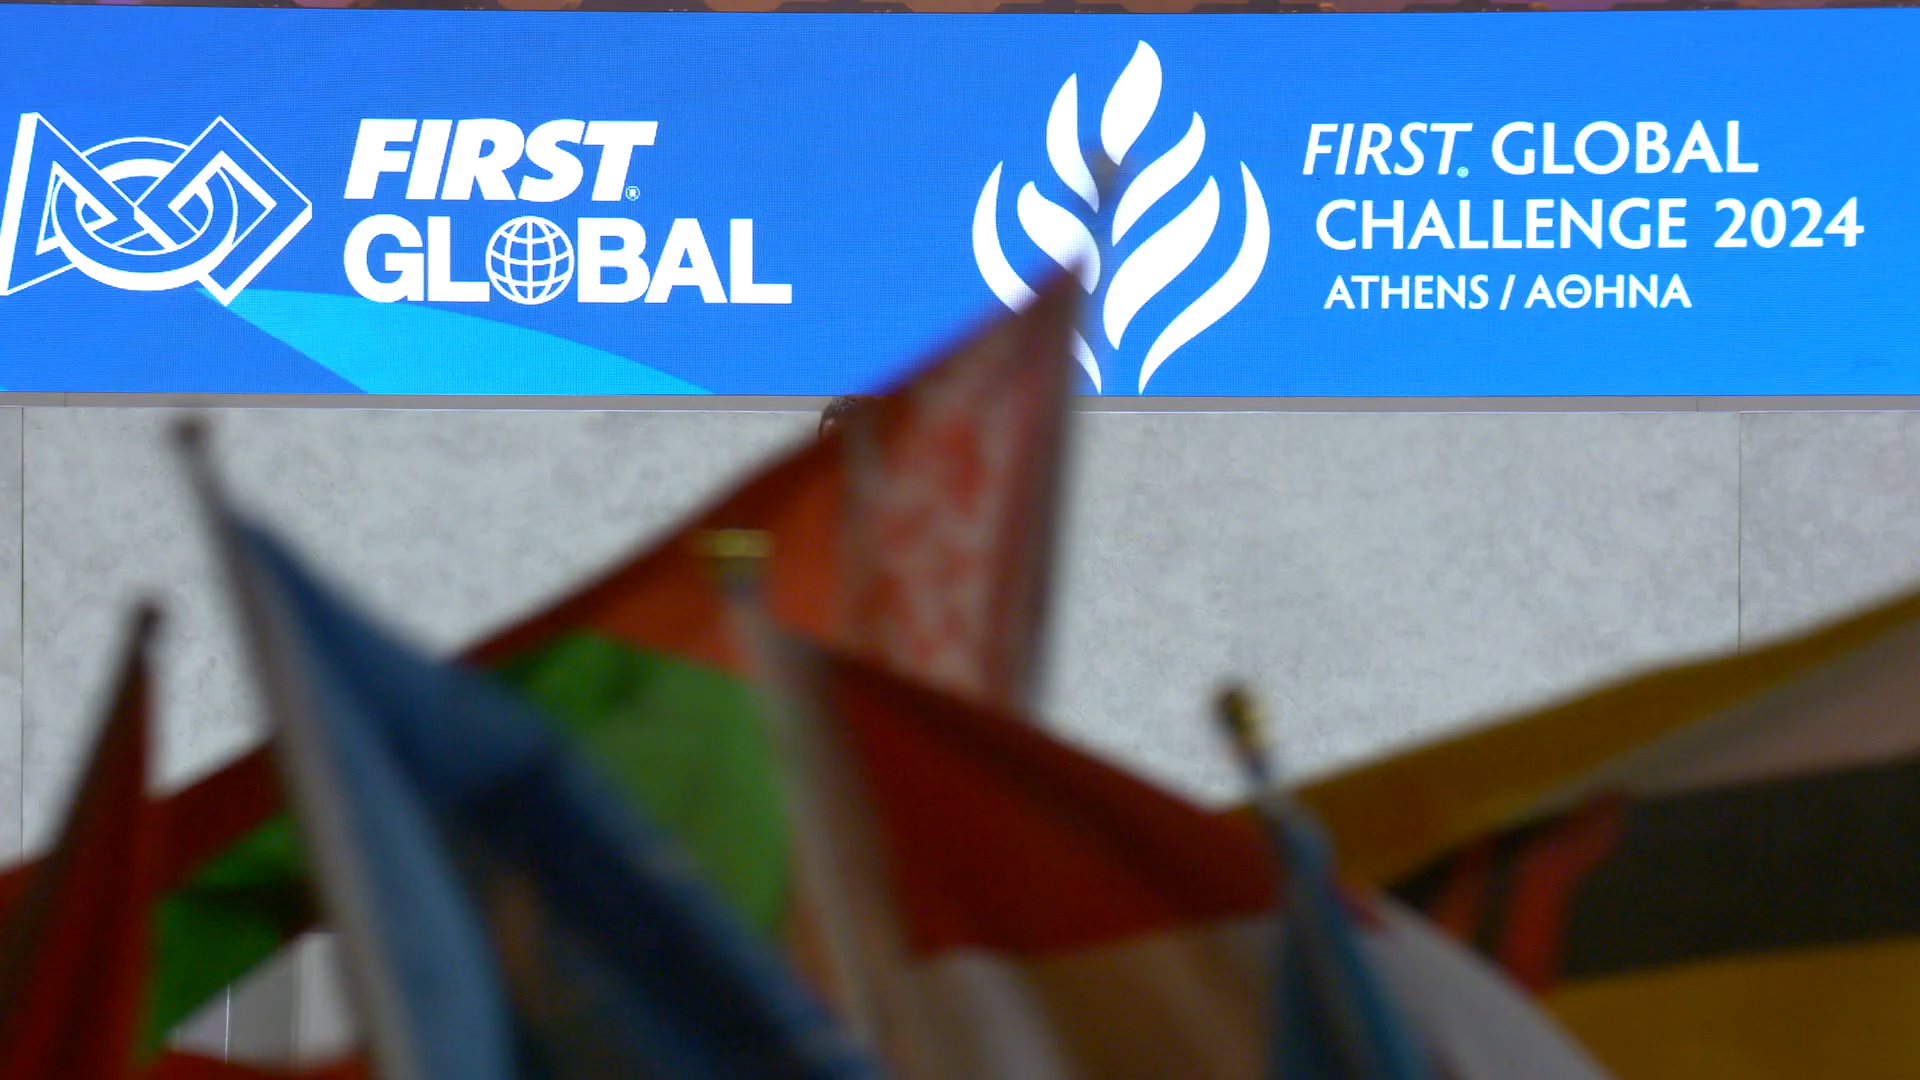 FIRST®
GLOBAL
FIRST® GLOBAL
CHALLENGE 2024
ATHENS / ΑΘΗΝΑ